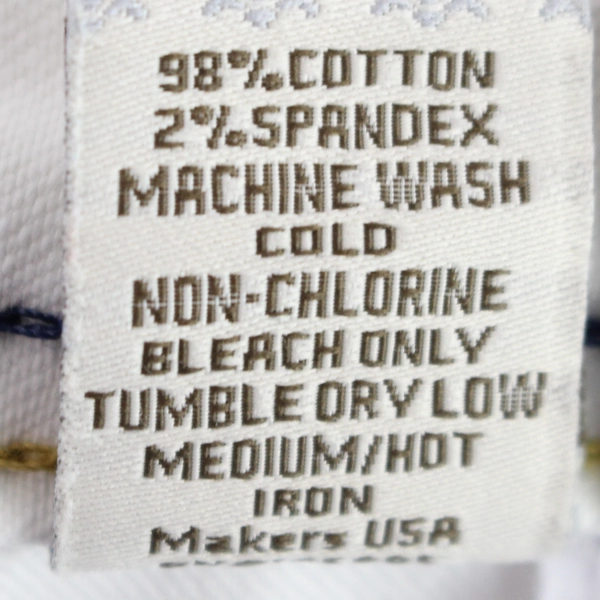 98%COTTON
2%SPANDEX
MACHINE WASH
COLD
NON-CHLORINE
BLEACH ONLY
TUMBLE DRY LOW
MEDIUM/HOT
IRON
Makers USA